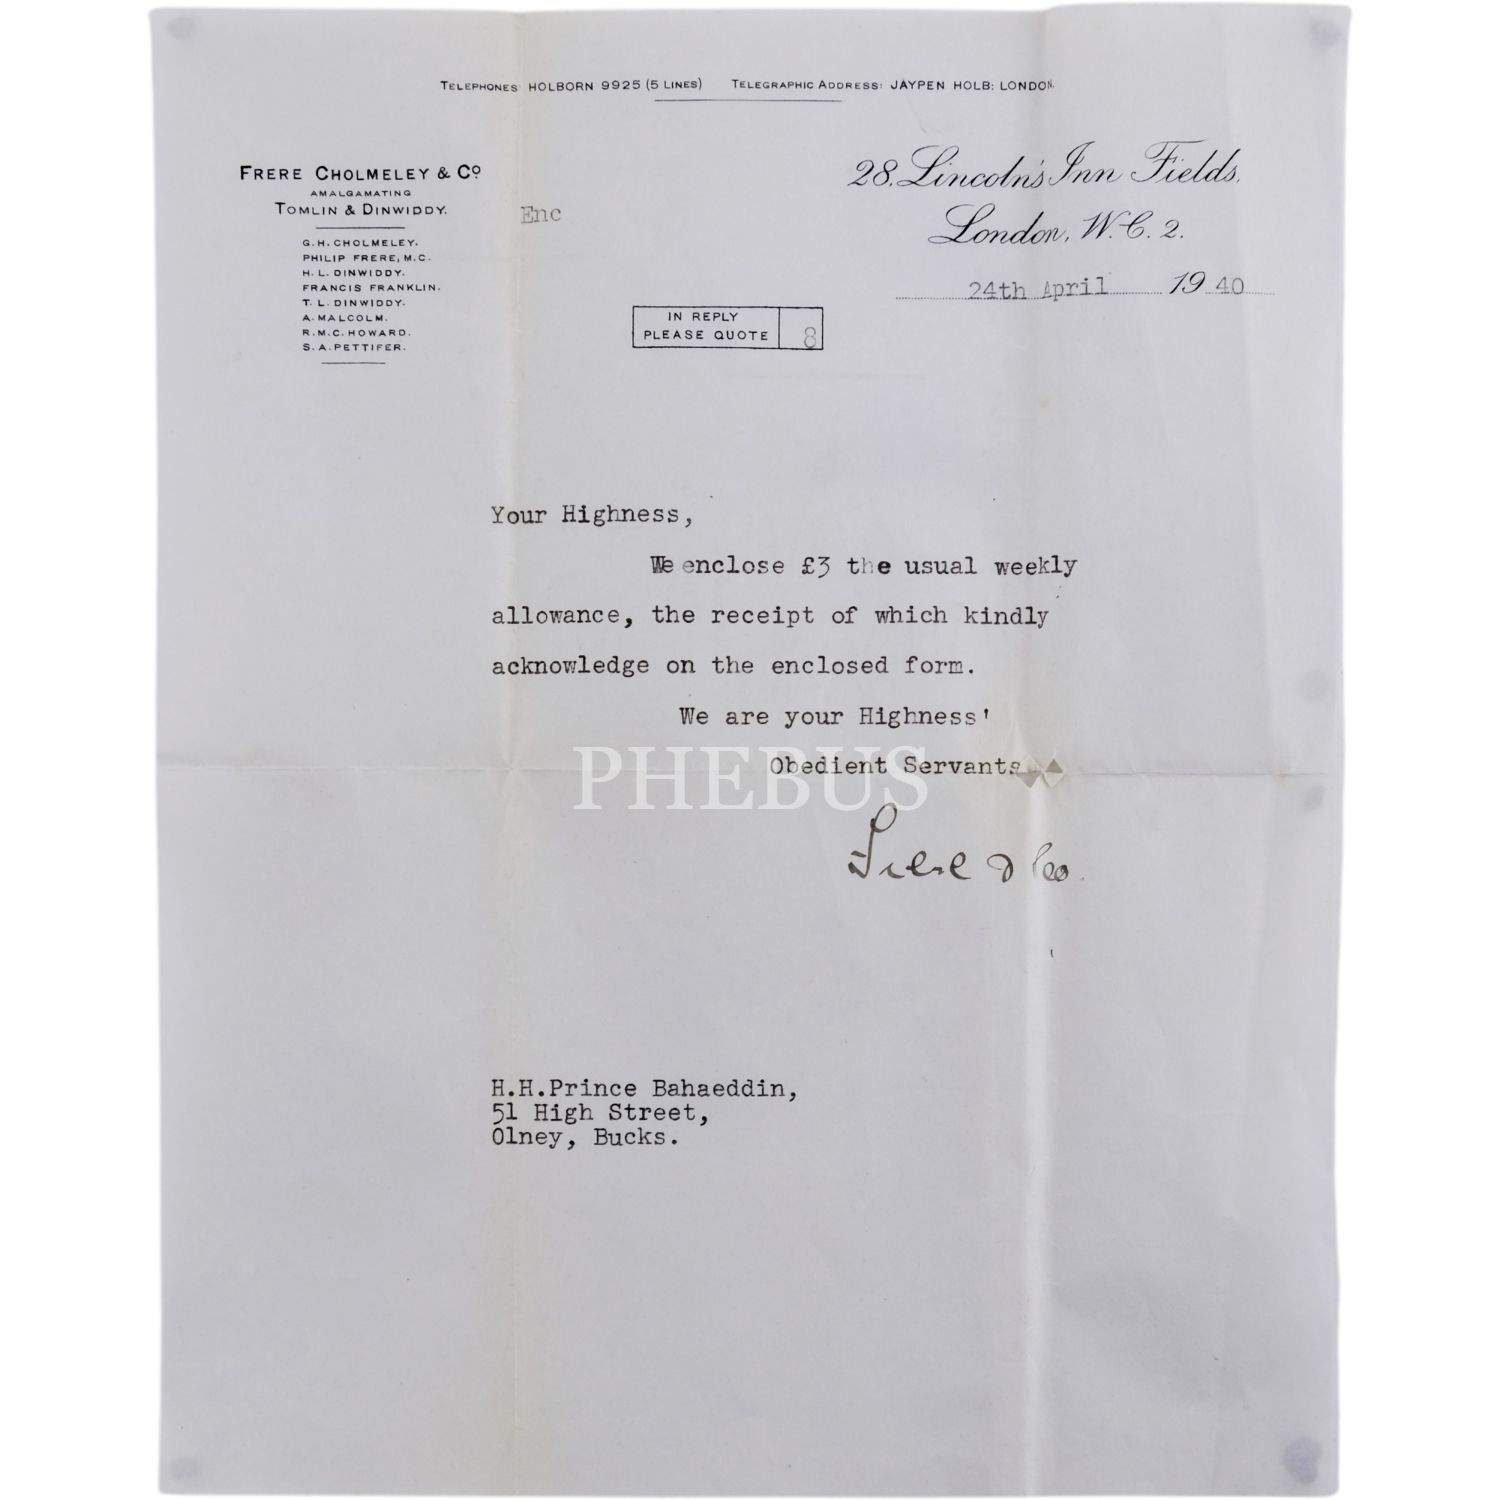 TELEPHONES: HOLBORN 9925 (5 LINES) TELEGRAPHIC ADDRESS: JAYPEN HOLB: LONDON.
FRERE CHOLMELEY & Co
AMALGAMATING
TOMLIN & DINWIDDY.
G.H. CHOLMELEY.
PHILIP FRERE, M.C.
H. L. DINWIDDY.
FRANCIS FRANKLIN.
T. L. DINWIDDY.
A. MALCOLM.
R.M.C. HOWARD.
S. A. PETTIFER.
Enc
28, Lincoln's Inn Fields,
London, W.C. 2.
24th April 1940
IN REPLY
PLEASE QUOTE 8
Your Highness,
We enclose £3 the usual weekly
allowance, the receipt of which kindly
acknowledge on the enclosed form.
We are your Highness'
Obedient Servants
PHEBUS
Frere & Co.
H.H.Prince Bahaeddin,
51 High Street,
Olney, Bucks.